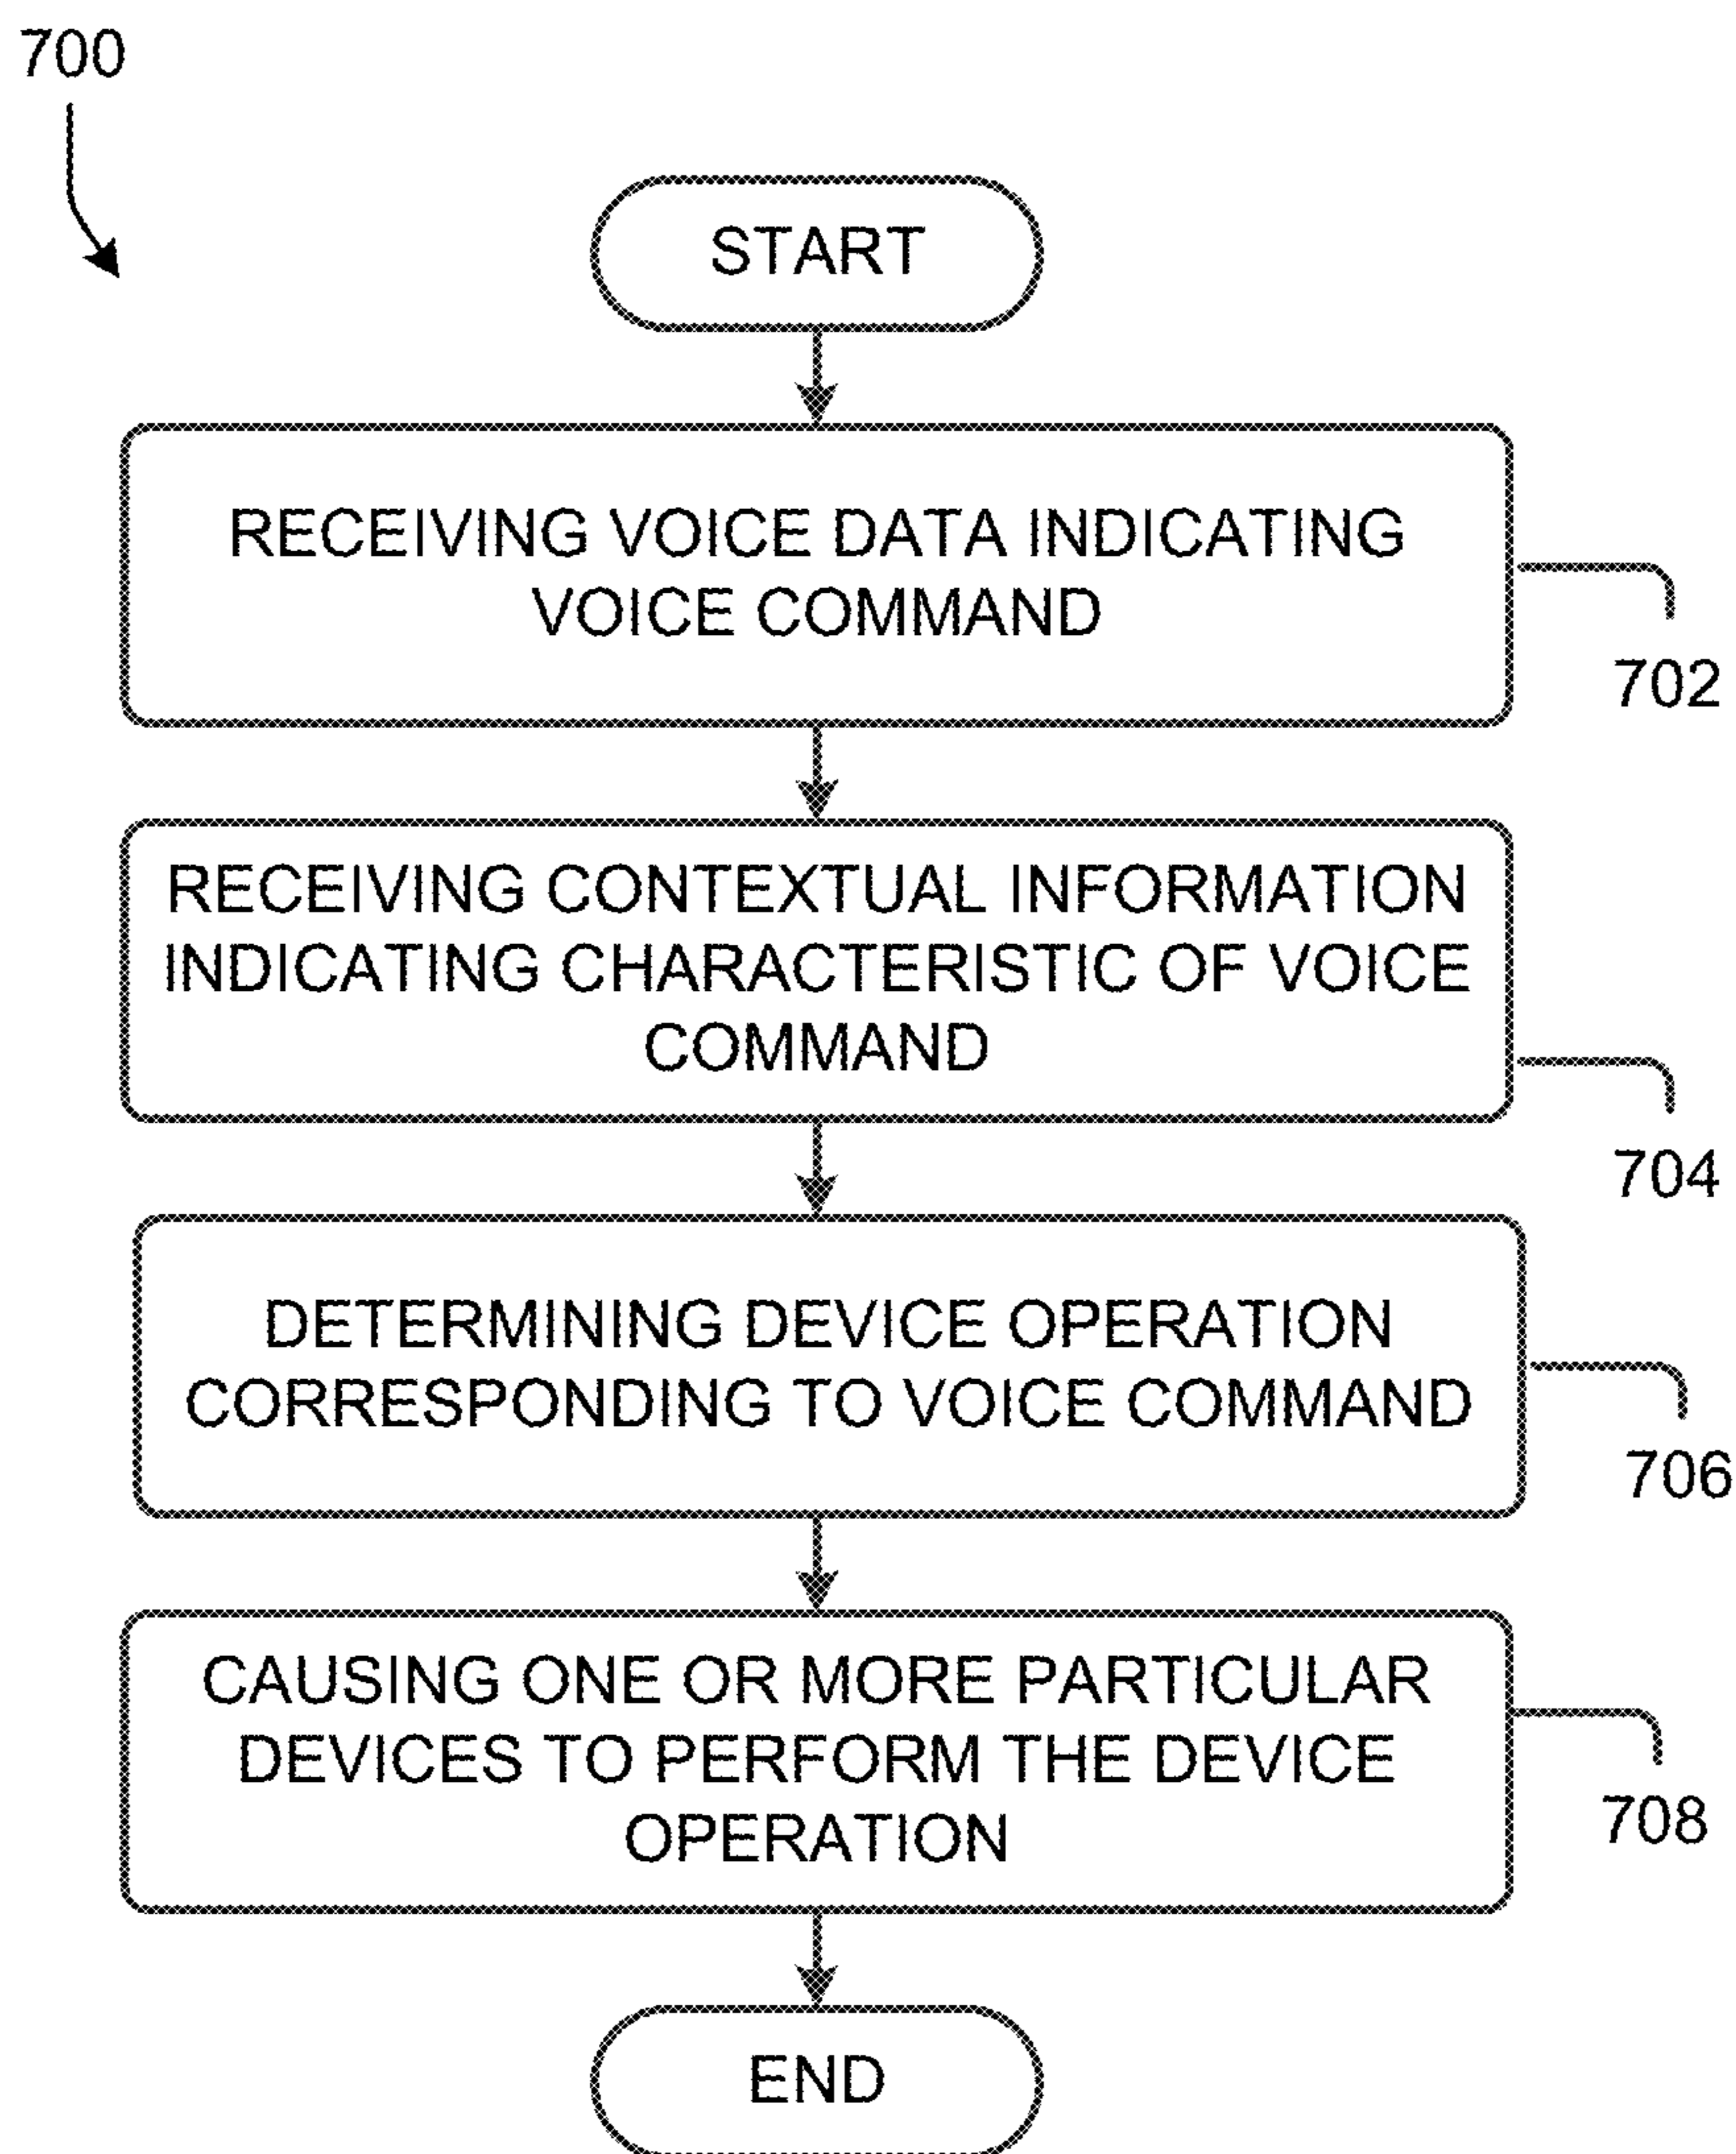 700
START
RECEIVING VOICE DATA INDICATING
VOICE COMMAND
702
RECEIVING CONTEXTUAL INFORMATION
INDICATING CHARACTERISTIC OF VOICE
COMMAND
704
DETERMINING DEVICE OPERATION
CORRESPONDING TO VOICE COMMAND
706
CAUSING ONE OR MORE PARTICULAR
DEVICES TO PERFORM THE DEVICE
OPERATION
708
END